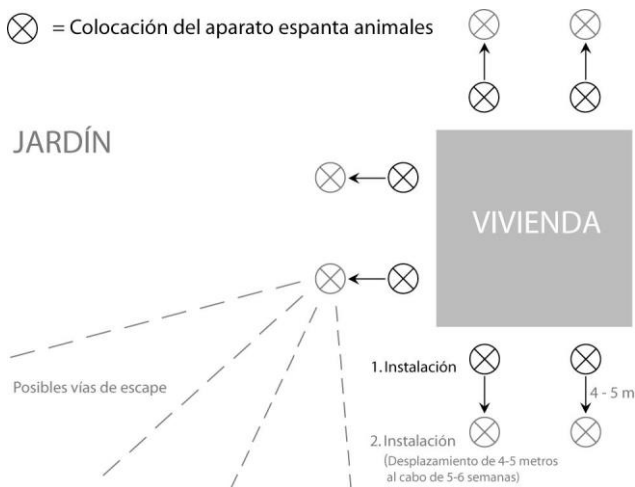 = Colocación del aparato espanta animales
JARDÍN
VIVIENDA
1. Instalación
4 - 5 m
Posibles vías de escape
2. Instalación
(Desplazamiento de 4-5 metros
al cabo de 5-6 semanas)